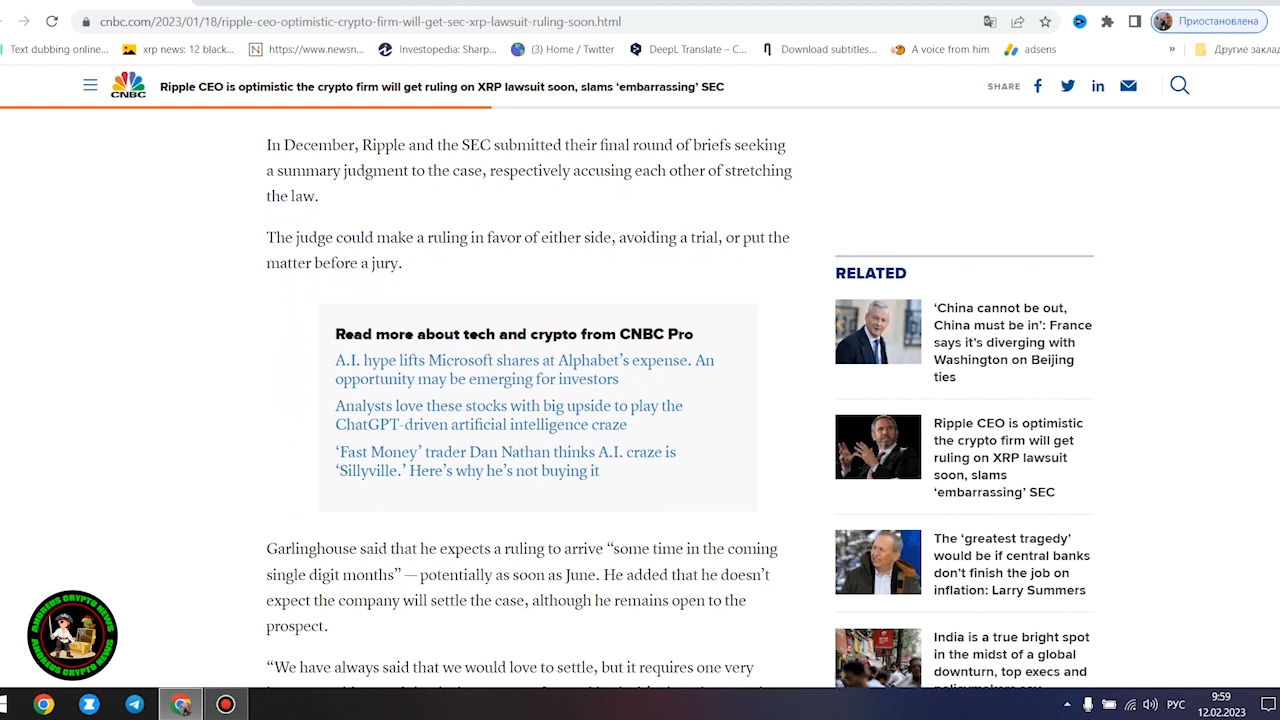 cnbc.com/2023/01/18/ripple-ceo-optimistic-crypto-firm-will-get-sec-xrp-lawsuit-ruling-soon.html
Приостановлена
Text dubbing online...
xrp news: 12 black...
https://www.newsn...
Investopedia: Sharp...
(3) Home / Twitter
DeepL Translate – C...
Download subtitles...
A voice from him
adsens
»
Другие закла
CNBC
Ripple CEO is optimistic the crypto firm will get ruling on XRP lawsuit soon, slams ‘embarrassing’ SEC
SHARE
In December, Ripple and the SEC submitted their final round of briefs seeking
a summary judgment to the case, respectively accusing each other of stretching
the law.
The judge could make a ruling in favor of either side, avoiding a trial, or put the
matter before a jury.
Read more about tech and crypto from CNBC Pro
A.I. hype lifts Microsoft shares at Alphabet’s expense. An
opportunity may be emerging for investors
Analysts love these stocks with big upside to play the
ChatGPT-driven artificial intelligence craze
‘Fast Money’ trader Dan Nathan thinks A.I. craze is
‘Sillyville.’ Here’s why he’s not buying it
Garlinghouse said that he expects a ruling to arrive “some time in the coming
single digit months” — potentially as soon as June. He added that he doesn’t
expect the company will settle the case, although he remains open to the
prospect.
“We have always said that we would love to settle, but it requires one very
RELATED
‘China cannot be out,
China must be in’: France
says it’s diverging with
Washington on Beijing
ties
Ripple CEO is optimistic
the crypto firm will get
ruling on XRP lawsuit
soon, slams
‘embarrassing’ SEC
The ‘greatest tragedy’
would be if central banks
don’t finish the job on
inflation: Larry Summers
India is a true bright spot
in the midst of a global
downturn, top execs and
ANDREUS CRYPTO NEWS
ANDREUS CRYPTO NEWS
РУС
9:59
12.02.2023